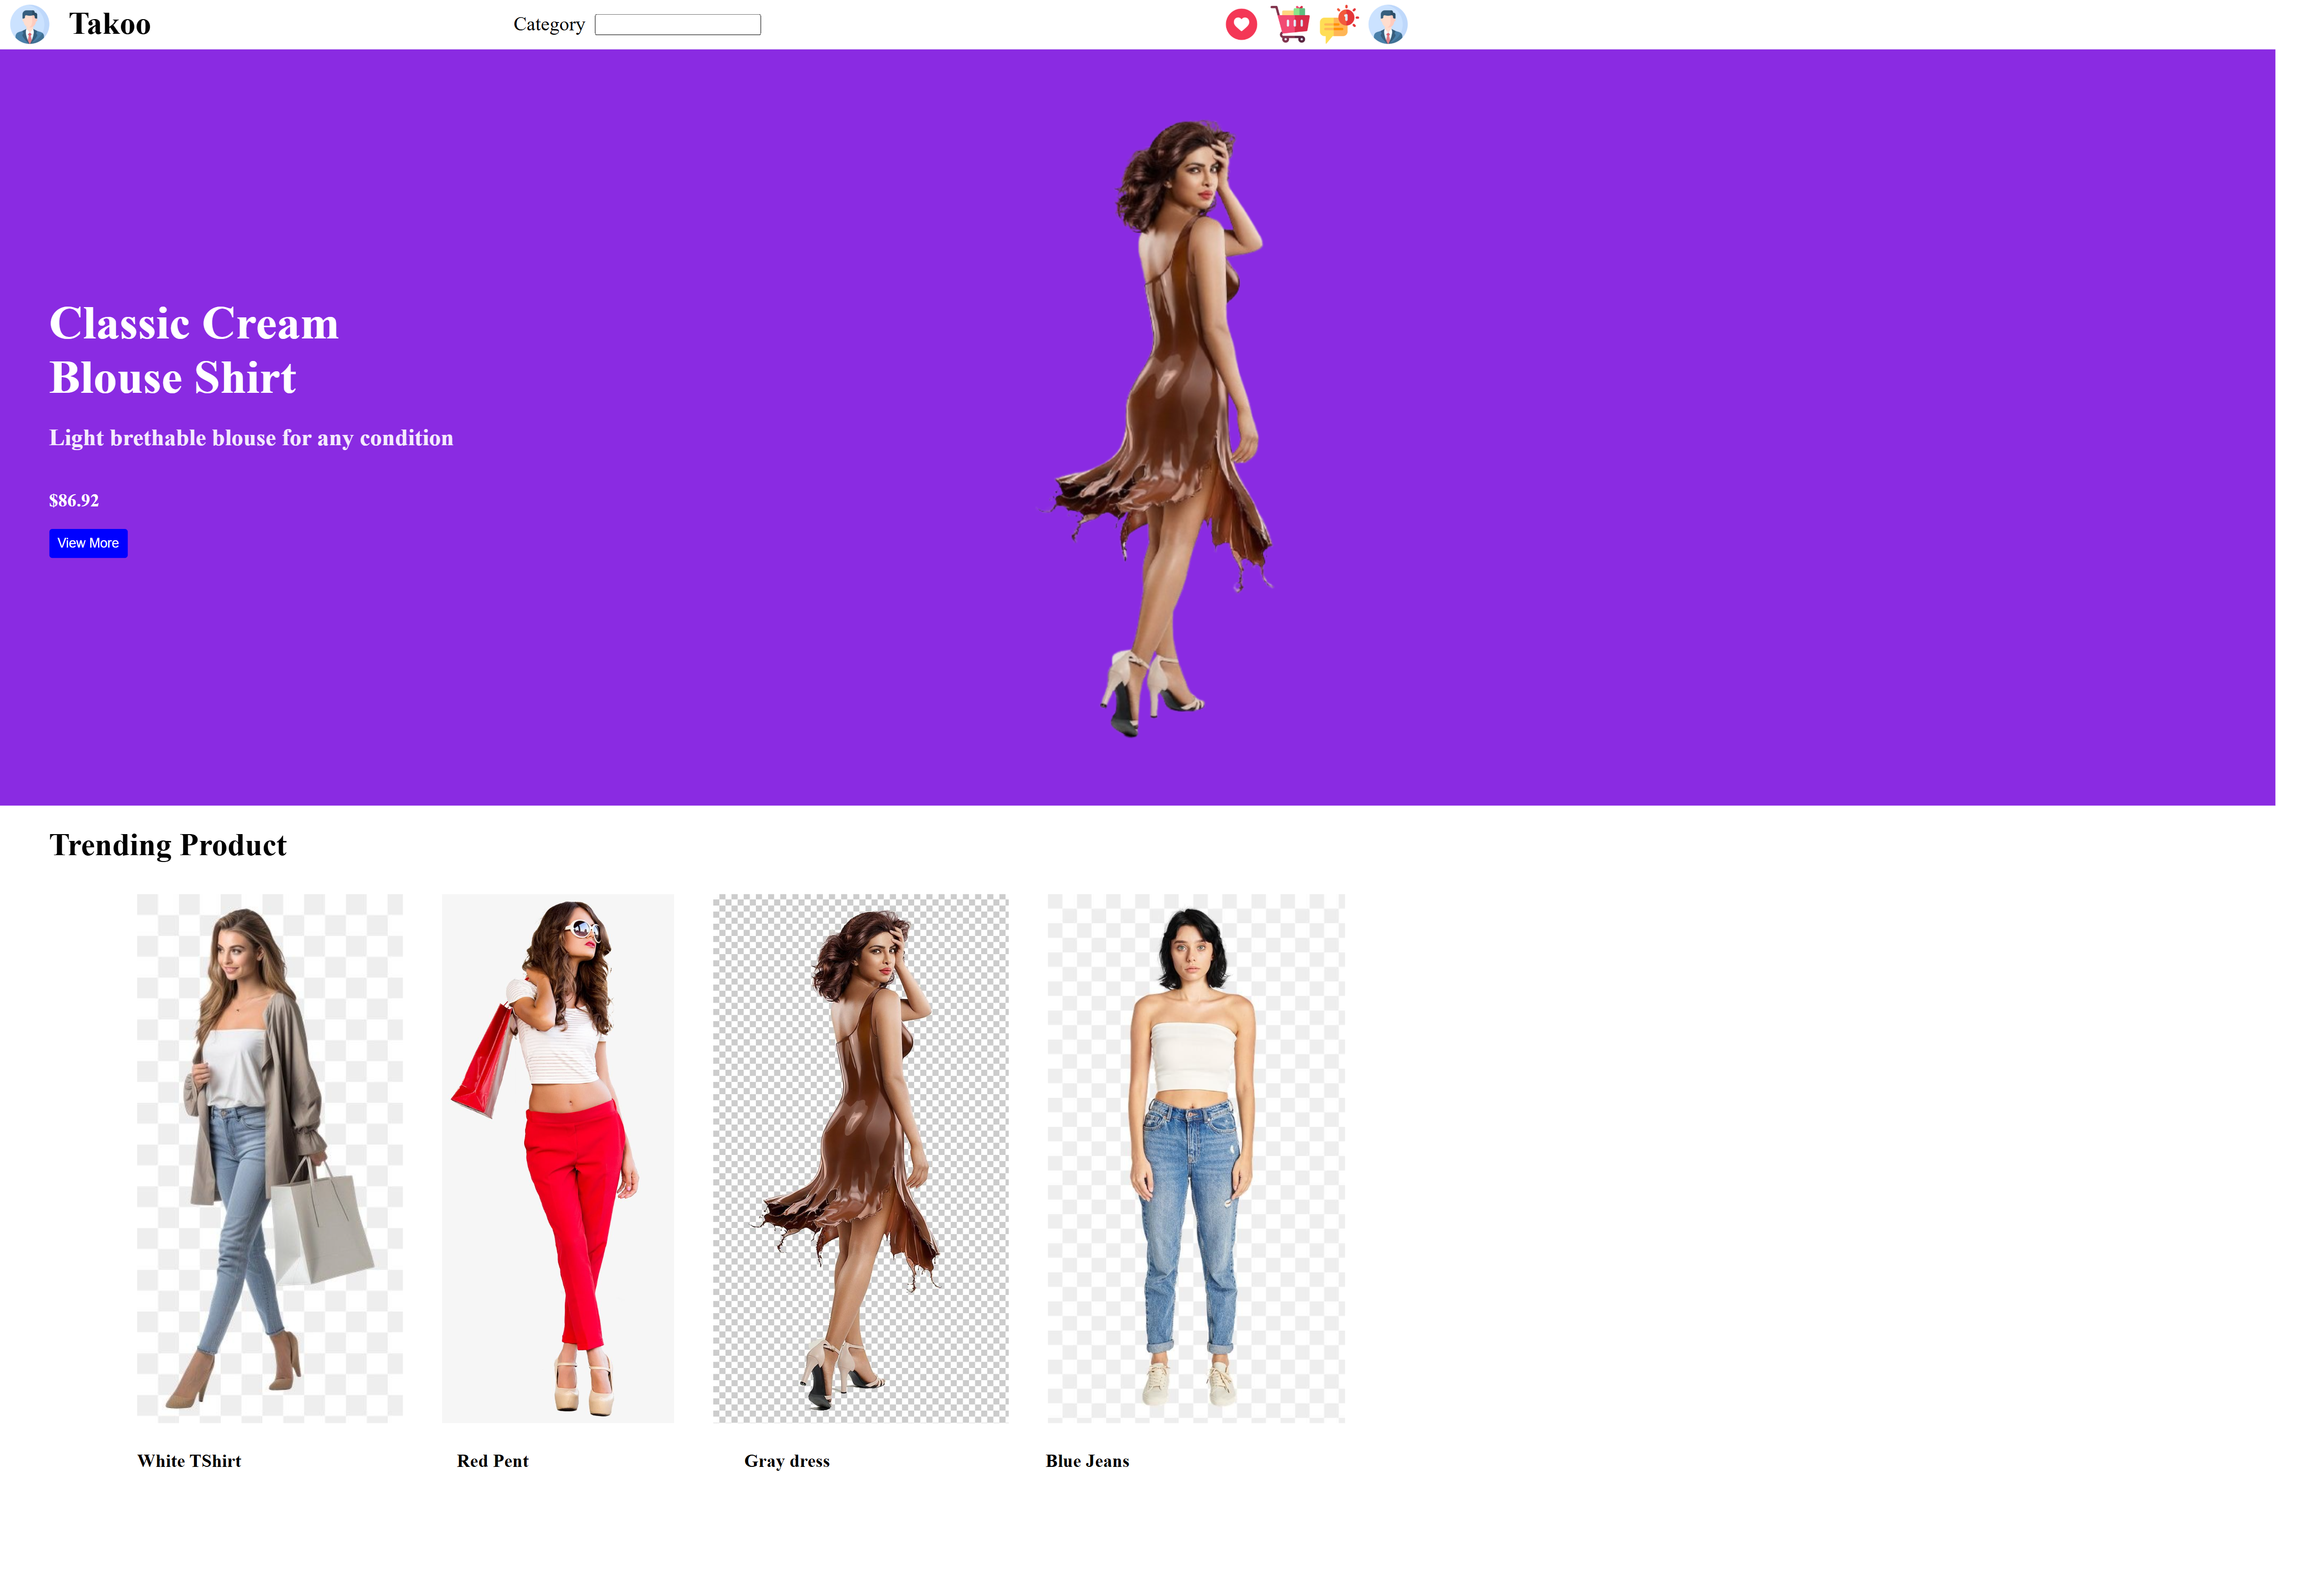 Takoo
Category
1
Classic Cream
Blouse Shirt
Light brethable blouse for any condition
$86.92
View More
Trending Product
White TShirt
Red Pent
Gray dress
Blue Jeans